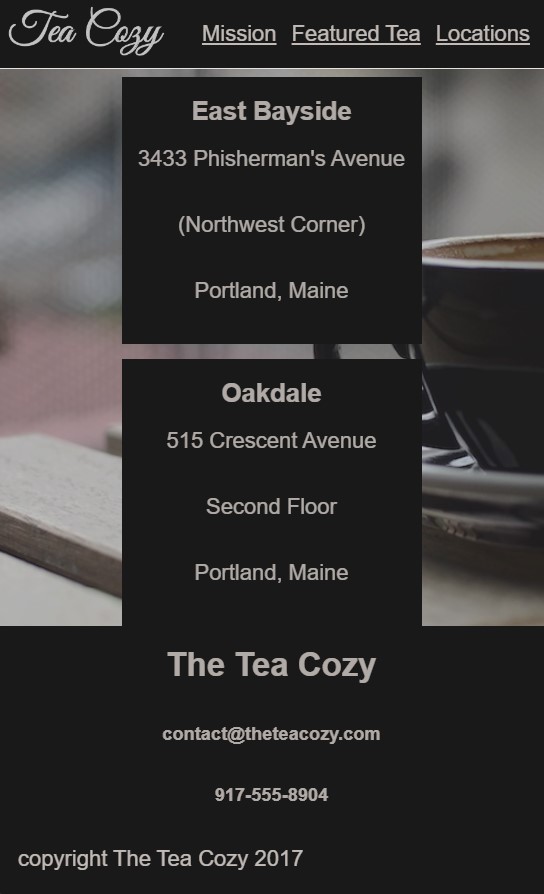 Tea Cozy
Mission Featured Tea Locations
East Bayside
3433 Phisherman's Avenue
(Northwest Corner)
Portland, Maine
Oakdale
515 Crescent Avenue
Second Floor
Portland, Maine
The Tea Cozy
contact@theteacozy.com
917-555-8904
copyright The Tea Cozy 2017